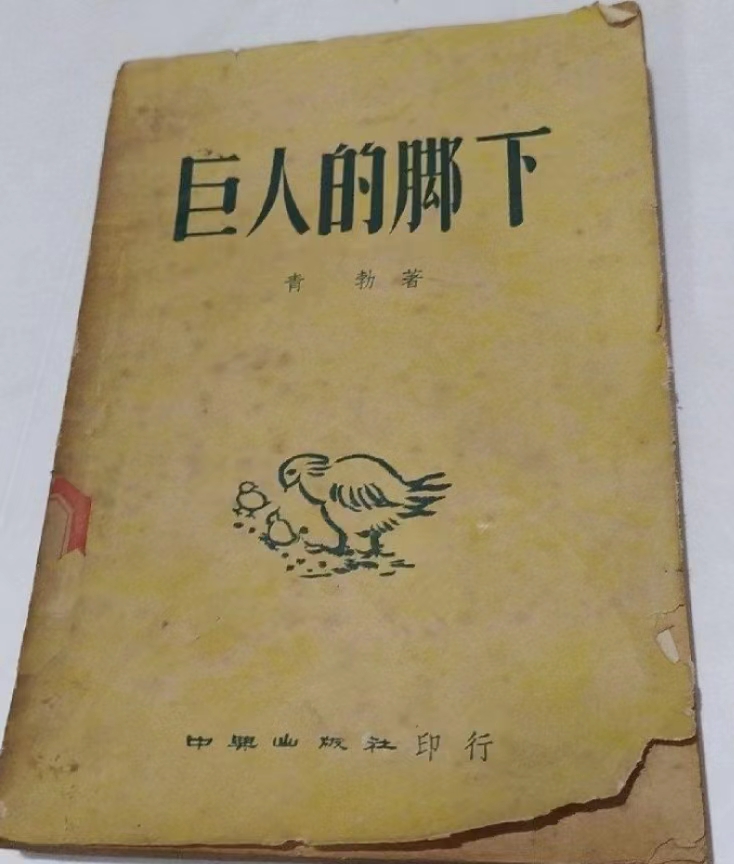 巨人的脚下
青 勃 著
中興出版社 印行